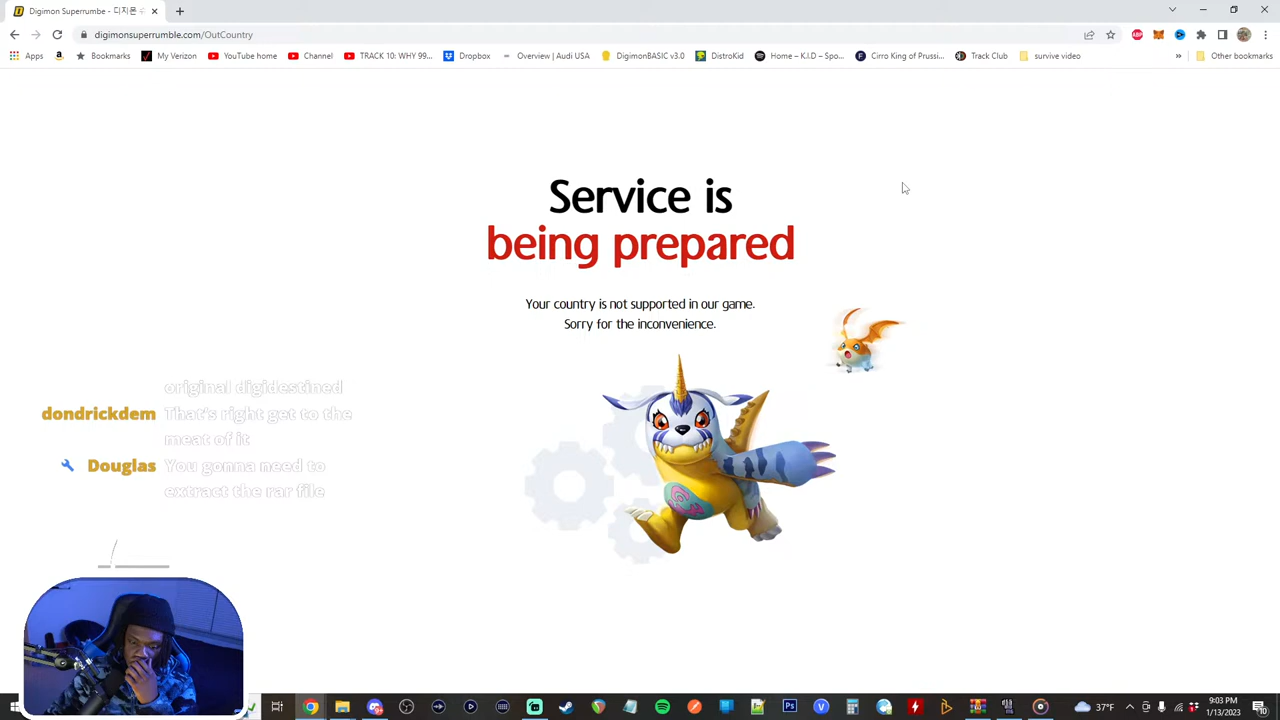 Digimon Superrumbe - 디지몬 슈
digimonsuperrumble.com/OutCountry
Apps
Bookmarks
My Verizon
YouTube home
Channel
TRACK 10: WHY 99...
Dropbox
Overview | Audi USA
DigimonBASIC v3.0
DistroKid
Home – K.I.D – Spo...
Cirro King of Prussi...
Track Club
survive video
»
Other bookmarks
ABP
Service is
being prepared
Your country is not supported in our game.
Sorry for the inconvenience.
original digidestined
dondrickdem That's right get to the
meat of it
Douglas You gonna need to
extract the rar file
37°F
9:03 PM
1/13/2023